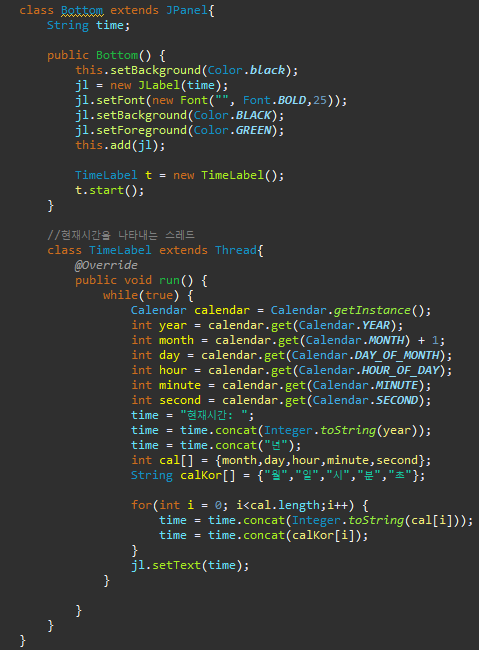 class Bottom extends JPanel{
    String time;

    public Bottom() {
        this.setBackground(Color.black);
        jl = new JLabel(time);
        jl.setFont(new Font("", Font.BOLD,25));
        jl.setBackground(Color.BLACK);
        jl.setForeground(Color.GREEN);
        this.add(jl);

        TimeLabel t = new TimeLabel();
        t.start();
    }

    //현재시간을 나타내는 스레드
    class TimeLabel extends Thread{
        @Override
        public void run() {
            while(true) {
                Calendar calendar = Calendar.getInstance();
                int year = calendar.get(Calendar.YEAR);
                int month = calendar.get(Calendar.MONTH) + 1;
                int day = calendar.get(Calendar.DAY_OF_MONTH);
                int hour = calendar.get(Calendar.HOUR_OF_DAY);
                int minute = calendar.get(Calendar.MINUTE);
                int second = calendar.get(Calendar.SECOND);
                time = "현재시간: ";
                time = time.concat(Integer.toString(year));
                time = time.concat("년");
                int cal[] = {month,day,hour,minute,second};
                String calKor[] = {"월","일","시","분","초"};

                for(int i = 0; i<cal.length;i++) {
                    time = time.concat(Integer.toString(cal[i]));
                    time = time.concat(calKor[i]);
                }
                jl.setText(time);
            }

        }
    }
}